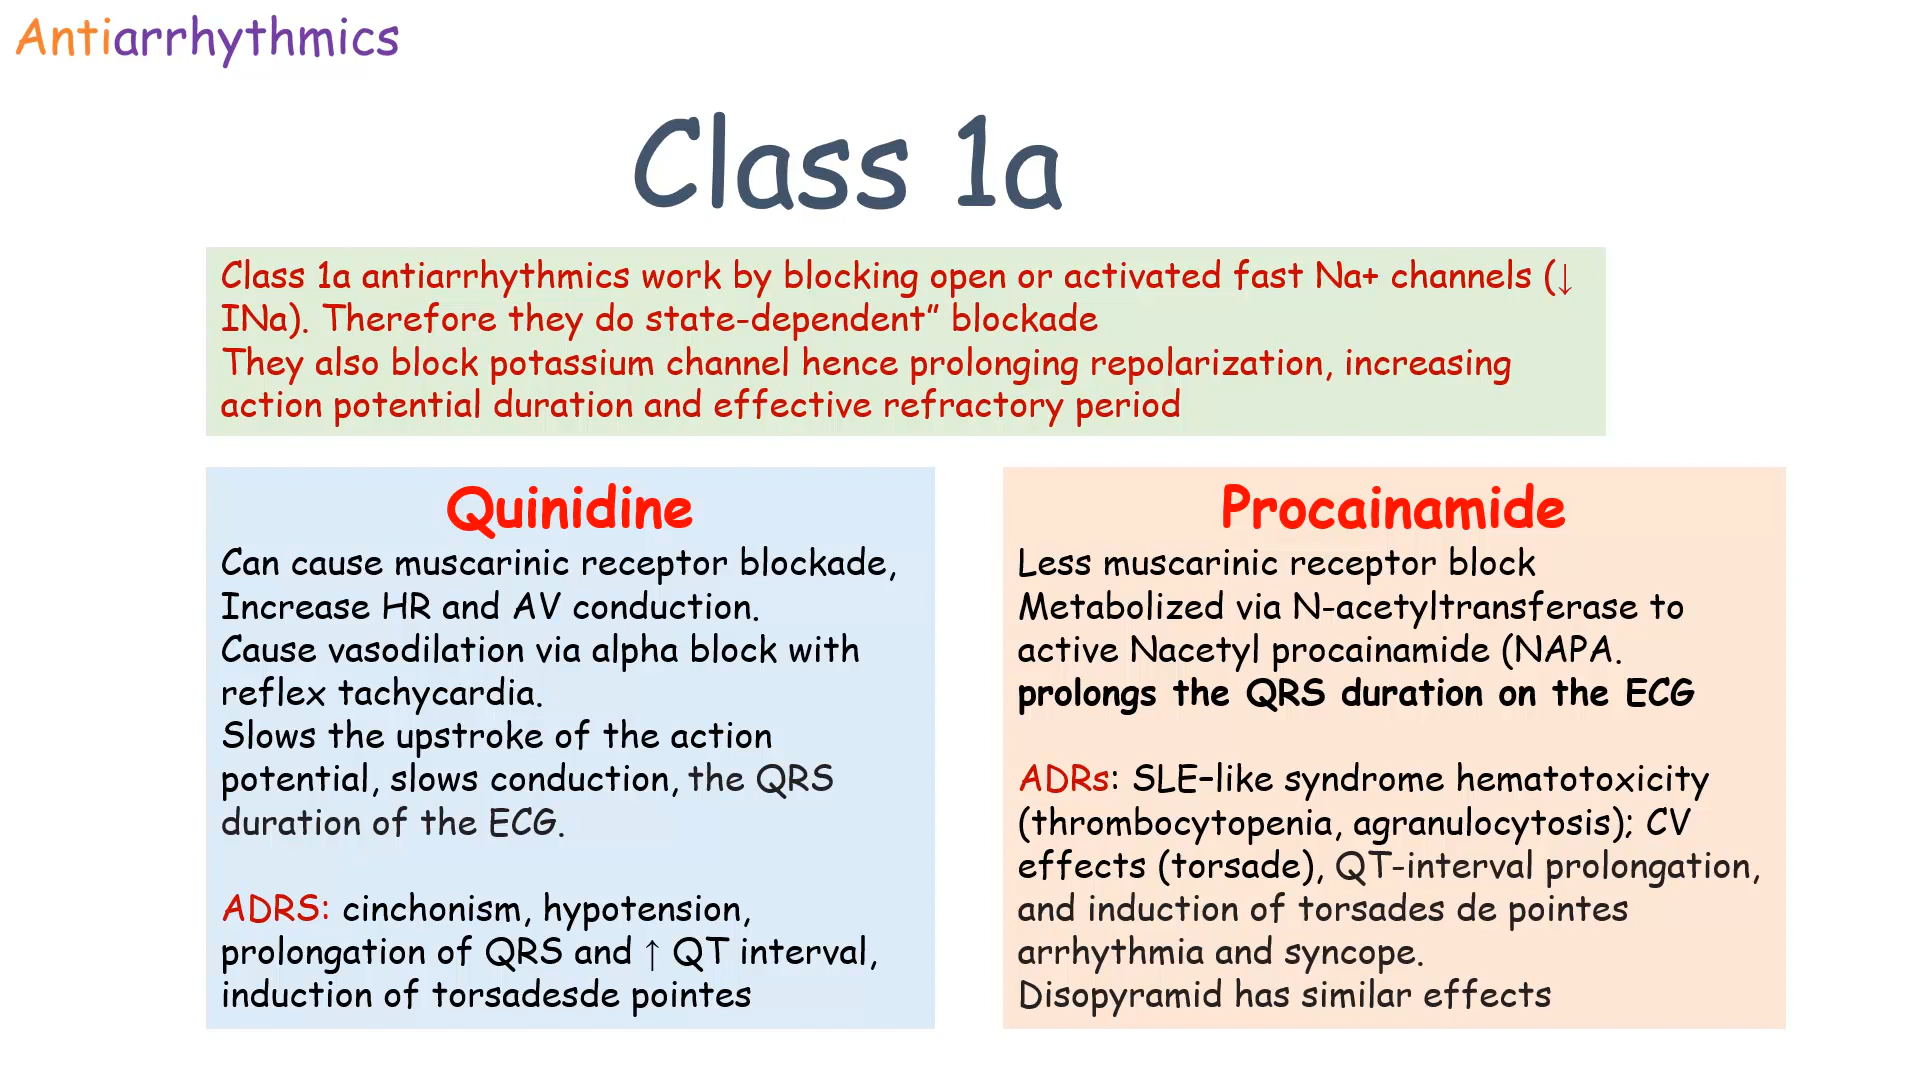 Antiarrhythmics
Class 1a
Class 1a antiarrhythmics work by blocking open or activated fast Na+ channels (↓
INa). Therefore they do state-dependent” blockade
They also block potassium channel hence prolonging repolarization, increasing
action potential duration and effective refractory period
Quinidine
Can cause muscarinic receptor blockade,
Increase HR and AV conduction.
Cause vasodilation via alpha block with
reflex tachycardia.
Slows the upstroke of the action
potential, slows conduction, the QRS
duration of the ECG.
ADRS: cinchonism, hypotension,
prolongation of QRS and ↑ QT interval,
induction of torsadesde pointes
Procainamide
Less muscarinic receptor block
Metabolized via N-acetyltransferase to
active Nacetyl procainamide (NAPA.
prolongs the QRS duration on the ECG
ADRs: SLE–like syndrome hematotoxicity
(thrombocytopenia, agranulocytosis); CV
effects (torsade), QT-interval prolongation,
and induction of torsades de pointes
arrhythmia and syncope.
Disopyramid has similar effects